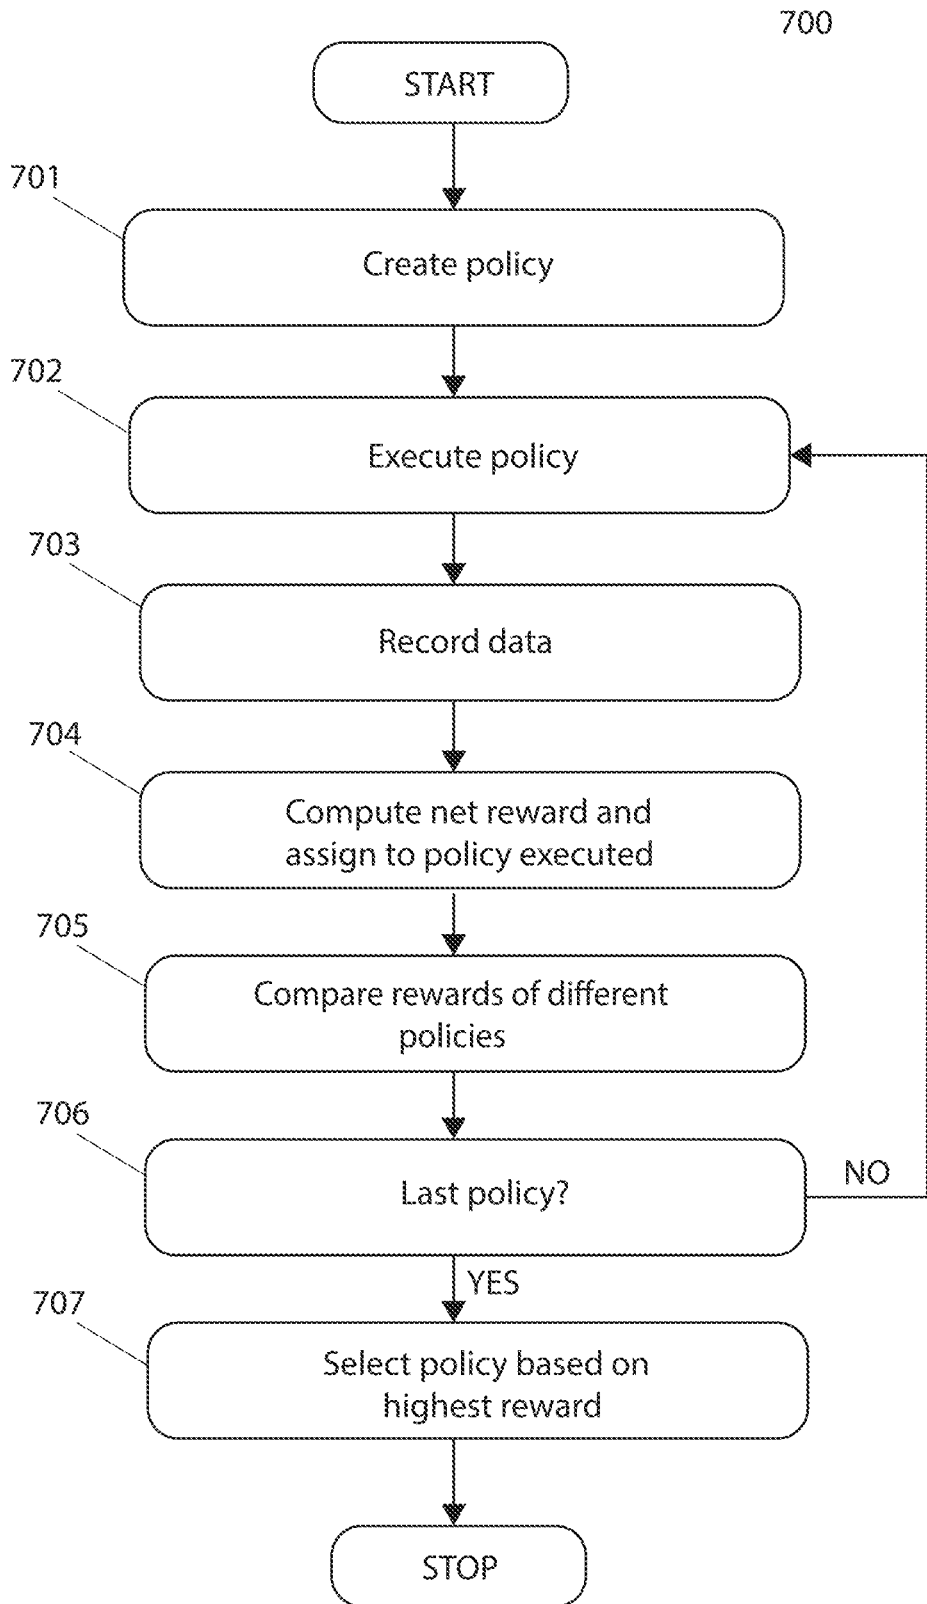 700
START
701
Create policy
702
Execute policy
703
Record data
704
Compute net reward and
assign to policy executed
705
Compare rewards of different
policies
706
Last policy?
NO
YES
707
Select policy based on
highest reward
STOP